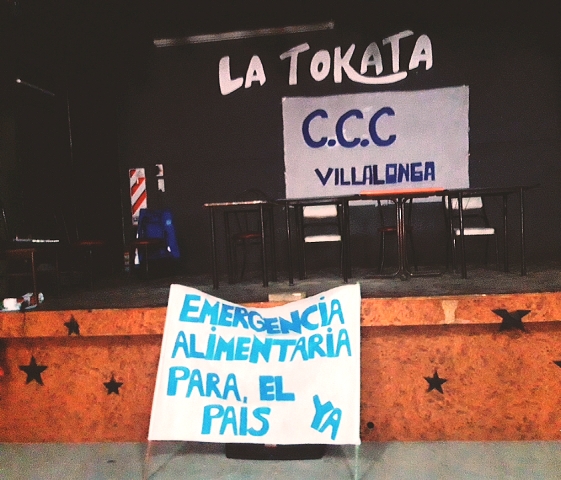 LA TOKATA
C.C.C
VILLALONGA
EMERGENCIA
ALIMENTARIA
PARA, EL
PAIS YA